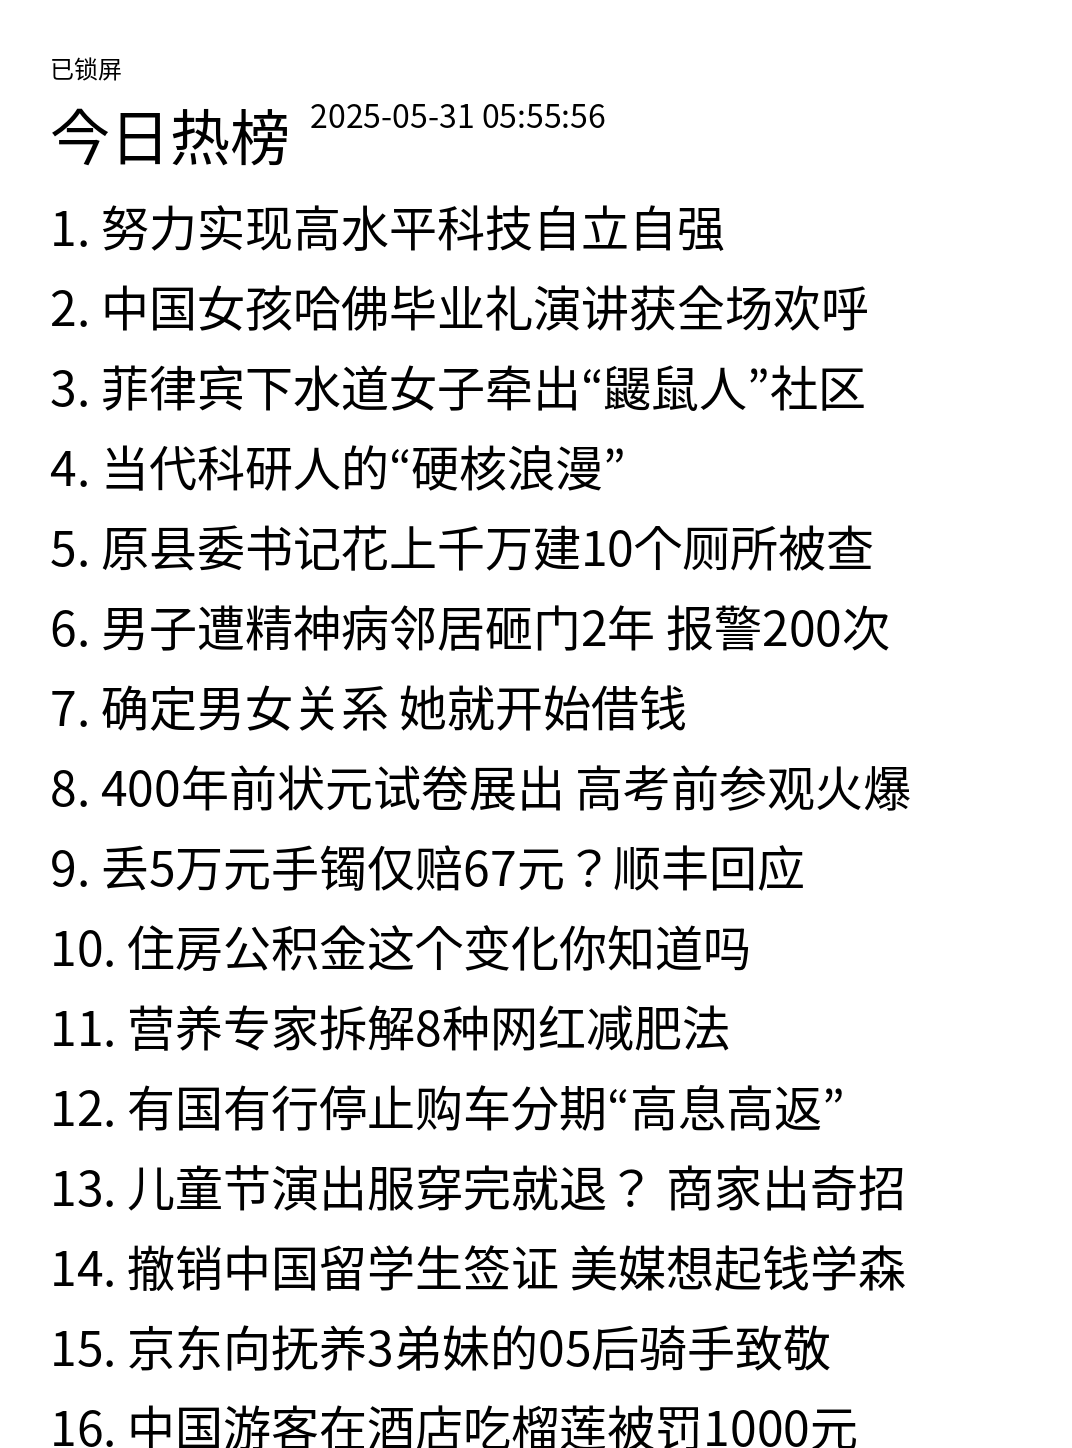 已锁屏
今日热榜 2025-05-31 05:55:56
1. 努力实现高水平科技自立自强
2. 中国女孩哈佛毕业礼演讲获全场欢呼
3. 菲律宾下水道女子牵出“鼹鼠人”社区
4. 当代科研人的“硬核浪漫”
5. 原县委书记花上千万建10个厕所被查
6. 男子遭精神病邻居砸门2年 报警200次
7. 确定男女关系 她就开始借钱
8. 400年前状元试卷展出 高考前参观火爆
9. 丢5万元手镯仅赔67元？顺丰回应
10. 住房公积金这个变化你知道吗
11. 营养专家拆解8种网红减肥法
12. 有国有行停止购车分期“高息高返”
13. 儿童节演出服穿完就退？ 商家出奇招
14. 撤销中国留学生签证 美媒想起钱学森
15. 京东向抚养3弟妹的05后骑手致敬
16. 中国游客在酒店吃榴莲被罚1000元